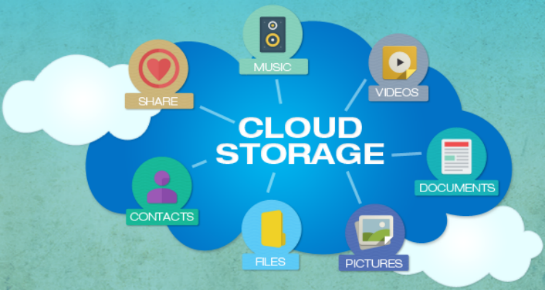 MUSIC
SHARE
VIDEOS
CLOUD
STORAGE
DOCUMENTS
CONTACTS
FILES
PICTURES